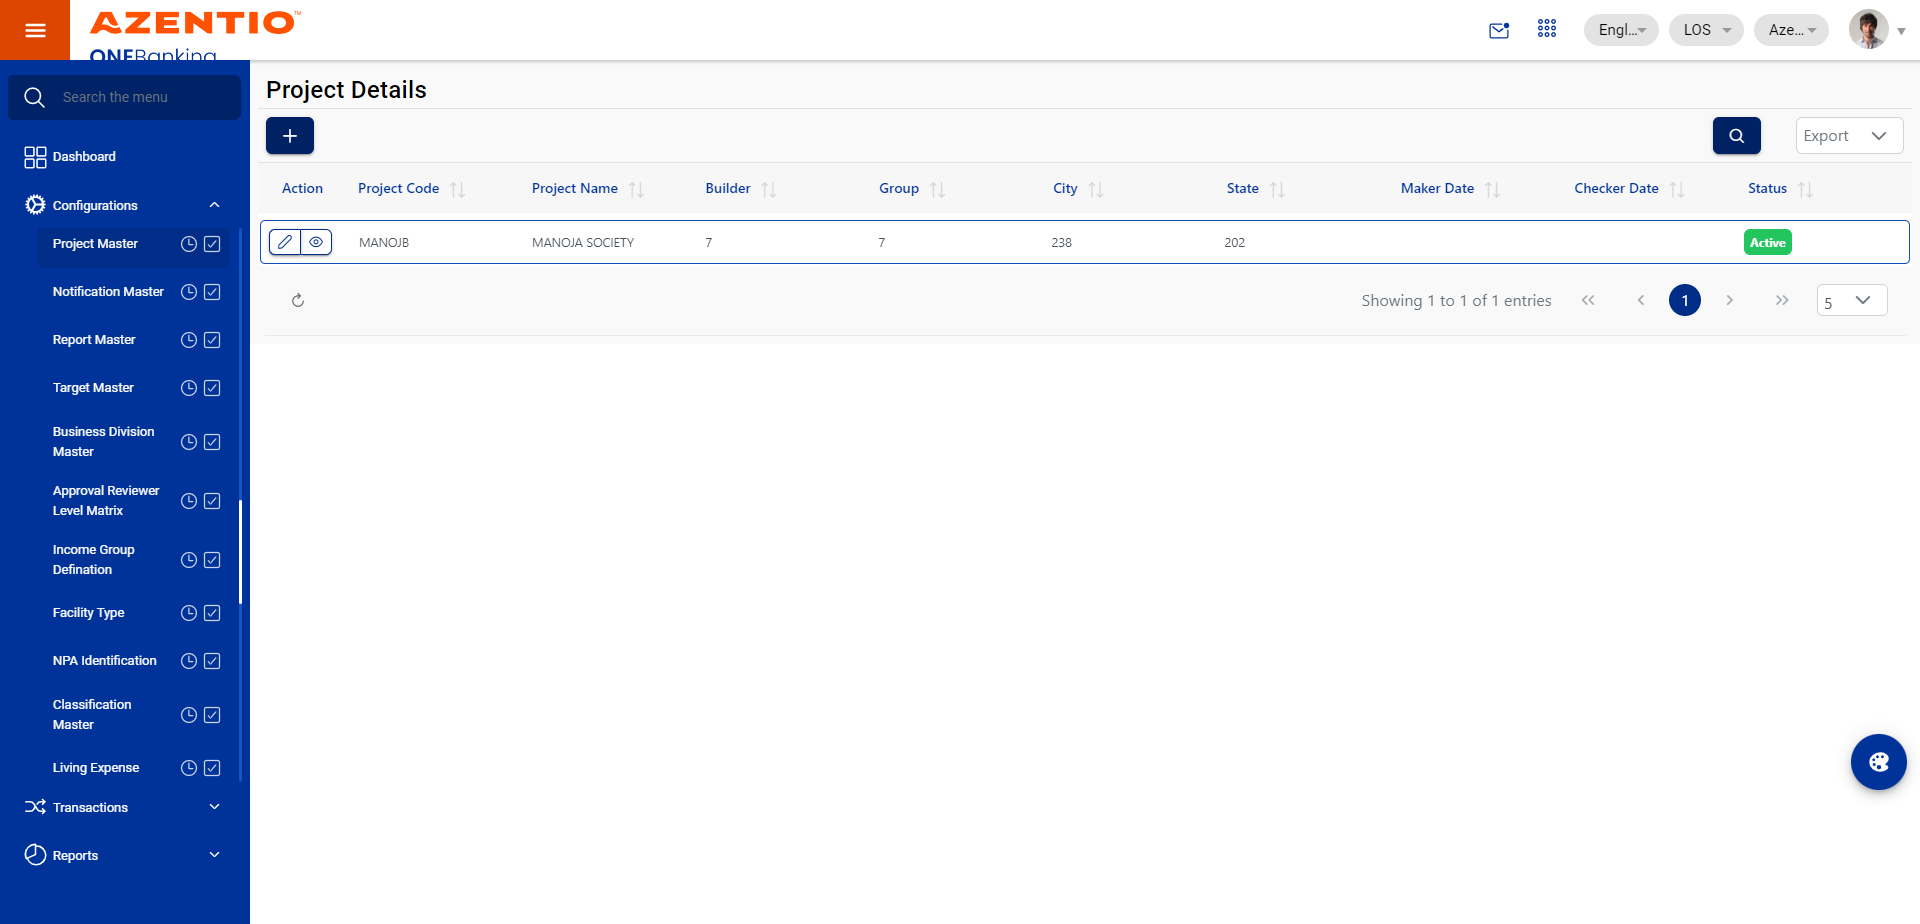 AZENTIO™
ONEBanking
Engl...
LOS
Aze...
Search the menu
Dashboard
Configurations
Project Master
Notification Master
Report Master
Target Master
Business Division
Master
Approval Reviewer
Level Matrix
Income Group
Defination
Facility Type
NPA Identification
Classification
Master
Living Expense
Transactions
Reports
Project Details
Export
Action Project Code Project Name Builder Group City State Maker Date Checker Date Status
MANOJB MANOJA SOCIETY 7 7 238 202 Active
Showing 1 to 1 of 1 entries 1 5